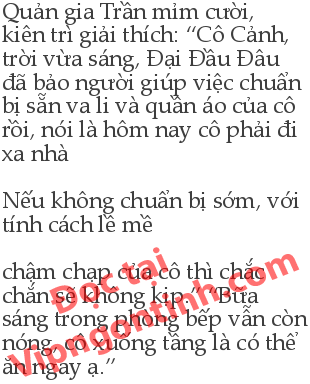 Quản gia Trần mỉm cười,
kiên trì giải thích: “Cô Cảnh,
trời vừa sáng, Đại Đầu Đâu
đã bảo người giúp việc chuẩn
bị sẵn va li và quần áo của cô
rồi, nói là hôm nay cô phải đi
xa nhà
Nếu không chuẩn bị sớm, với
tính cách lề mề
chậm chạp của cô thì chắc
chắn sẽ không kịp.” “Bữa
sáng trong phòng bếp vẫn còn
nóng, cô xuống tầng là có thể
ăn ngay ạ.”
Đọc tại
Vipngontinh.com